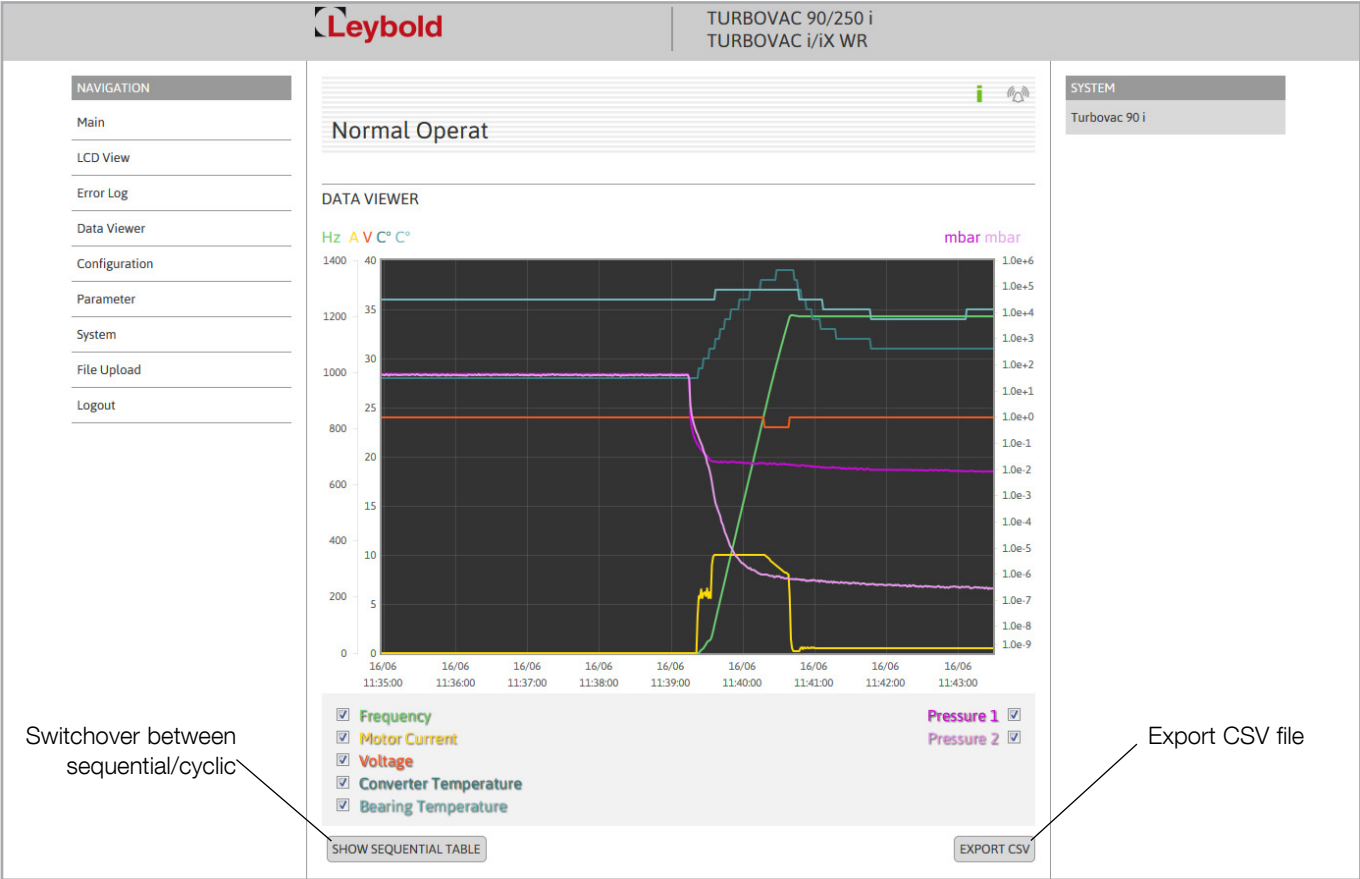 Leybold
TURBOVAC 90/250 i
TURBOVAC i/iX WR
NAVIGATION
Main
LCD View
Error Log
Data Viewer
Configuration
Parameter
System
File Upload
Logout
i
Normal Operat
DATA VIEWER
Hz A V C° C°
mbar mbar
1400
1200
1000
800
600
400
200
0
40
35
30
25
20
15
10
5
0
1.0e+6
1.0e+5
1.0e+4
1.0e+3
1.0e+2
1.0e+1
1.0e+0
1.0e-1
1.0e-2
1.0e-3
1.0e-4
1.0e-5
1.0e-6
1.0e-7
1.0e-8
1.0e-9
16/06 16/06 16/06 16/06 16/06 16/06 16/06 16/06 16/06
11:35:00 11:36:00 11:37:00 11:38:00 11:39:00 11:40:00 11:41:00 11:42:00 11:43:00
Frequency
Motor Current
Voltage
Converter Temperature
Bearing Temperature
Pressure 1
Pressure 2
SHOW SEQUENTIAL TABLE
EXPORT CSV
SYSTEM
Turbovac 90 i
Switchover between
sequential/cyclic
Export CSV file